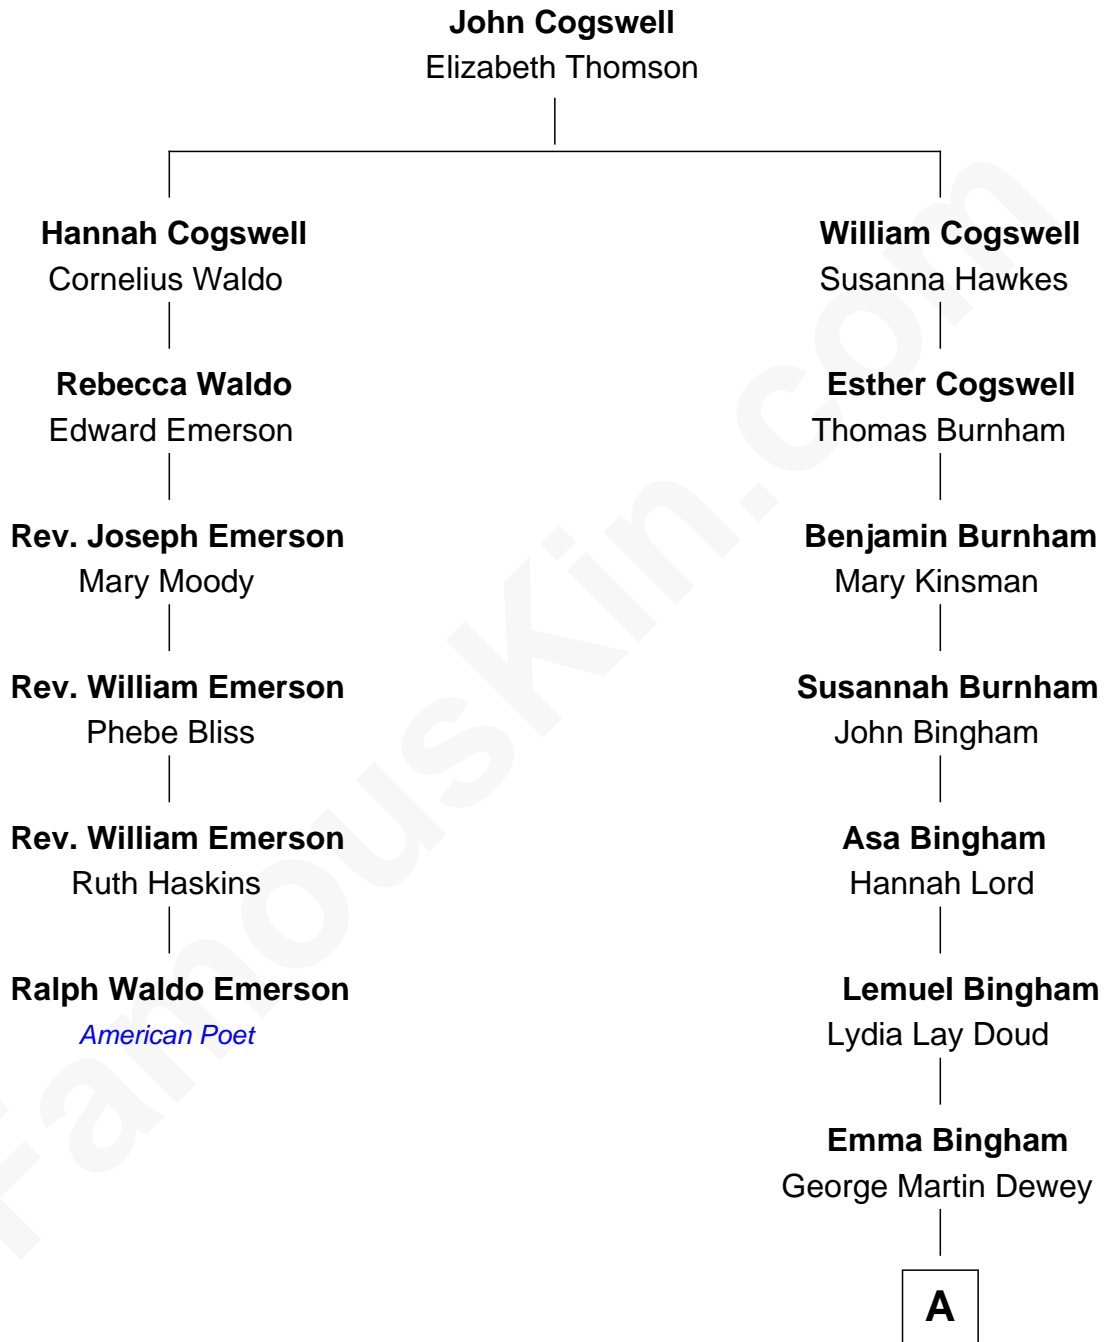 John Cogswell
Elizabeth Thomson
Hannah Cogswell
Cornelius Waldo
William Cogswell
Susanna Hawkes
Rebecca Waldo
Edward Emerson
Esther Cogswell
Thomas Burnham
Rev. Joseph Emerson
Mary Moody
Benjamin Burnham
Mary Kinsman
Rev. William Emerson
Phebe Bliss
Susannah Burnham
John Bingham
Rev. William Emerson
Ruth Haskins
Asa Bingham
Hannah Lord
Ralph Waldo Emerson
American Poet
Lemuel Bingham
Lydia Lay Doud
Emma Bingham
George Martin Dewey
A
FamousKin.com